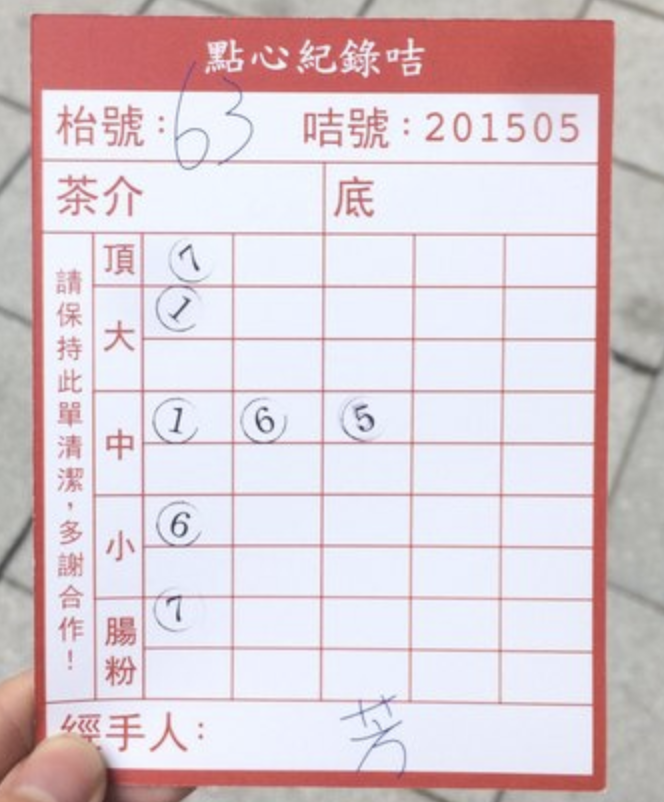 點心紀錄咭
枱號:63 咭號:201505
茶介 底
請保持此單清潔，多謝合作！
頂 7
大 1
中 1 6 5
小 6
腸粉 7
經手人: 芳